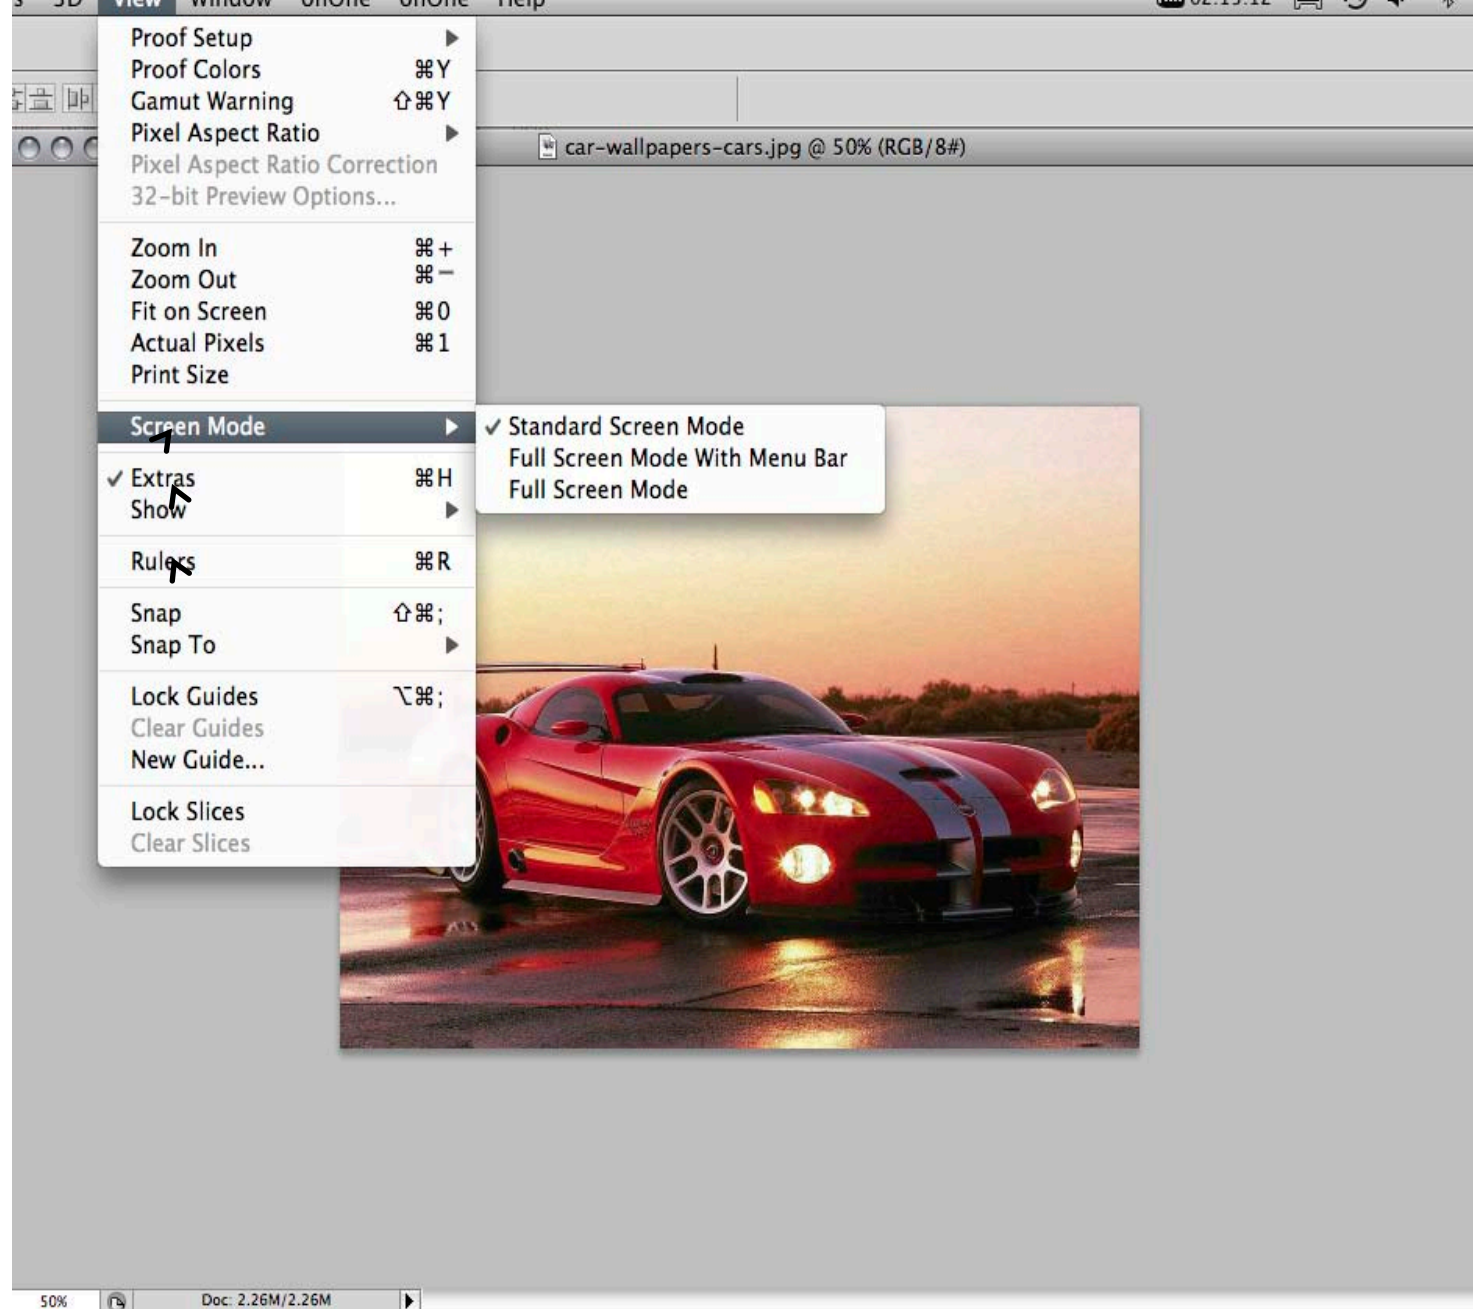 3D View Window onOne onOne Help
Proof Setup
Proof Colors ⌘Y
Gamut Warning ⇧⌘Y
Pixel Aspect Ratio
Pixel Aspect Ratio Correction
32-bit Preview Options...
car-wallpapers-cars.jpg @ 50% (RGB/8#)
Zoom In ⌘+
Zoom Out ⌘−
Fit on Screen ⌘0
Actual Pixels ⌘1
Print Size
Screen Mode
✓ Standard Screen Mode
Full Screen Mode With Menu Bar
Full Screen Mode
✓ Extras ⌘H
Show
Rulers ⌘R
Snap ⇧⌘;
Snap To
Lock Guides ⌥⌘;
Clear Guides
New Guide...
Lock Slices
Clear Slices
50% Doc: 2.26M/2.26M